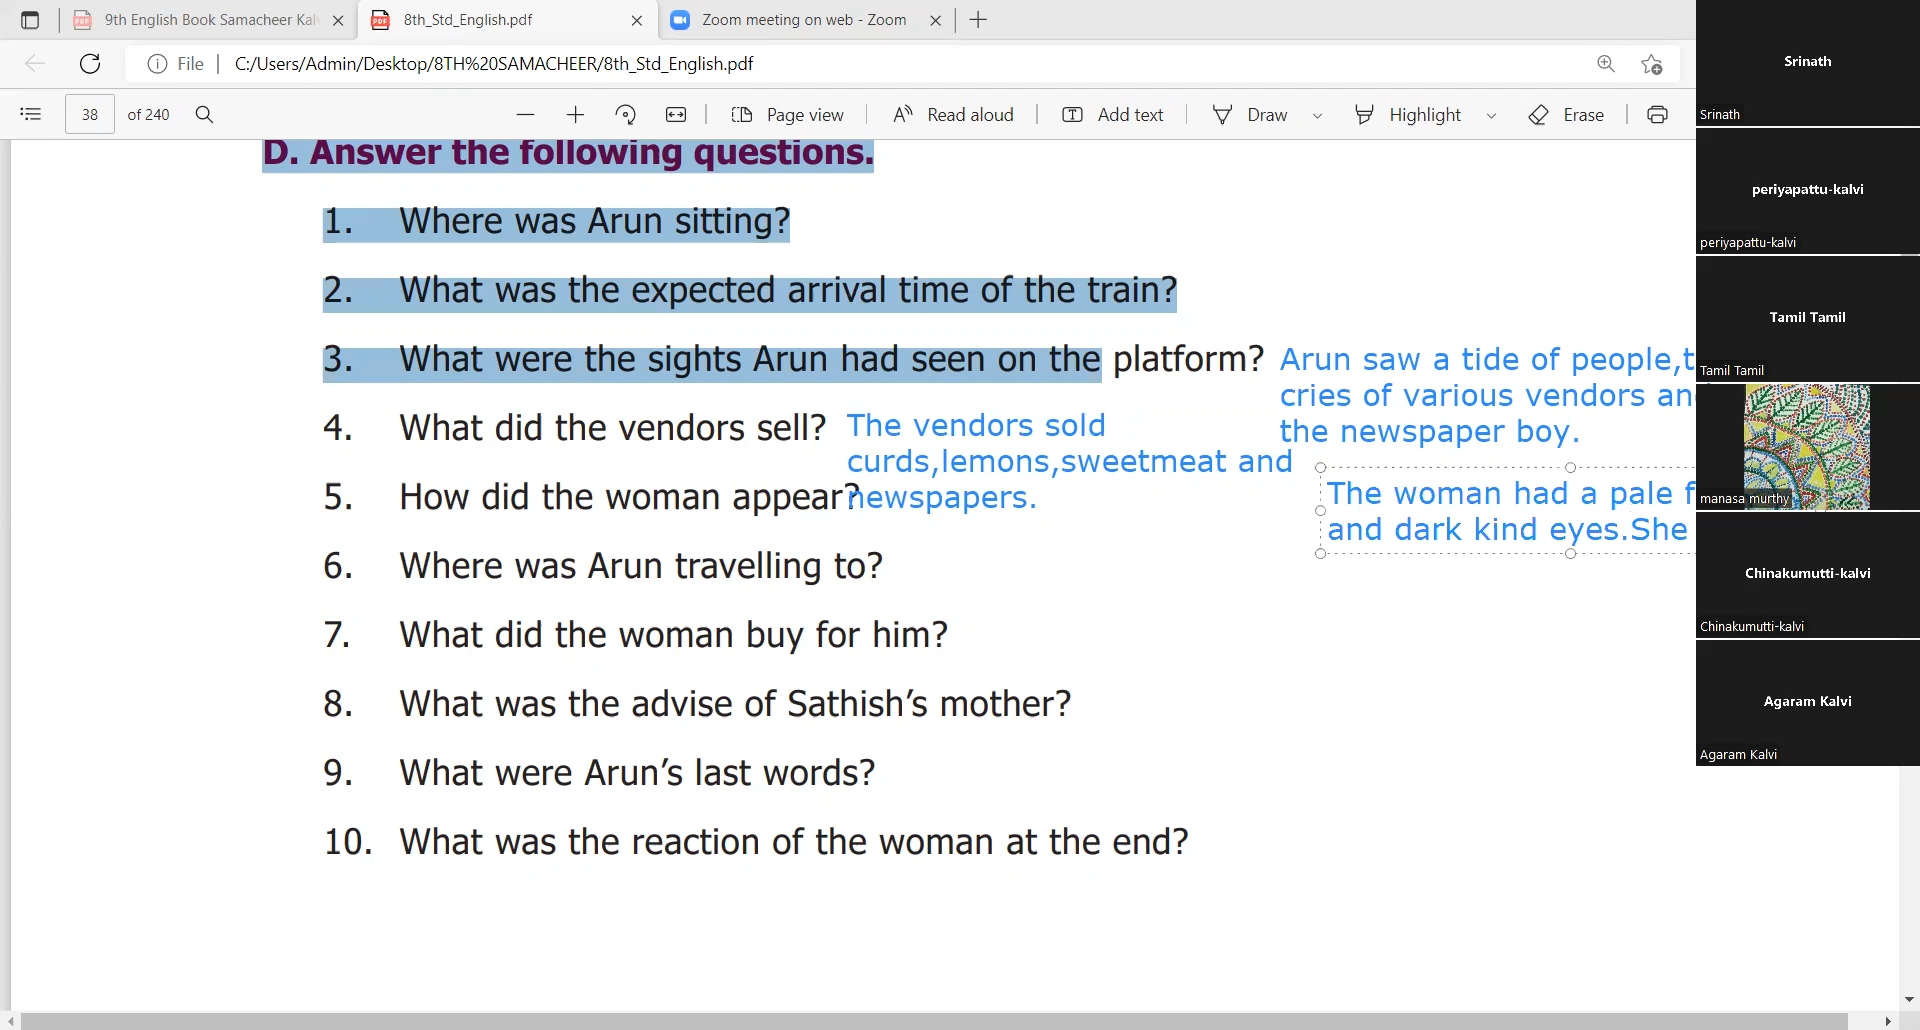 9th English Book Samacheer Kal
8th_Std_English.pdf
Zoom meeting on web - Zoom
File
C:/Users/Admin/Desktop/8TH%20SAMACHEER/8th_Std_English.pdf
38 of 240
Page view
Read aloud
Add text
Draw
Highlight
Erase
D. Answer the following questions.
1. Where was Arun sitting?
2. What was the expected arrival time of the train?
3. What were the sights Arun had seen on the platform?
Arun saw a tide of people,t
cries of various vendors an
the newspaper boy.
4. What did the vendors sell?
The vendors sold
curds,lemons,sweetmeat and
newspapers.
5. How did the woman appear?
The woman had a pale f
and dark kind eyes.She
6. Where was Arun travelling to?
7. What did the woman buy for him?
8. What was the advise of Sathish's mother?
9. What were Arun's last words?
10. What was the reaction of the woman at the end?
Srinath
Srinath
periyapattu-kalvi
periyapattu-kalvi
Tamil Tamil
Tamil Tamil
manasa murthy
Chinakumutti-kalvi
Chinakumutti-kalvi
Agaram Kalvi
Agaram Kalvi